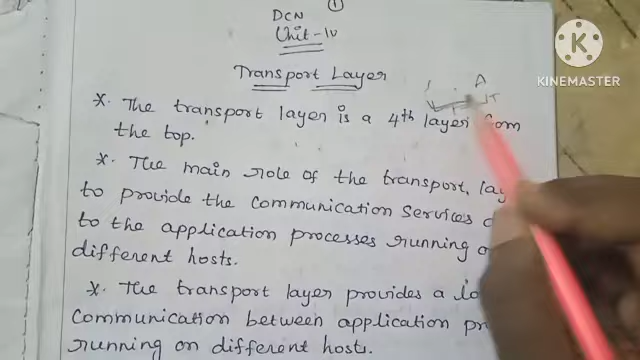 1
DCN
Unit-IV
Transport Layer
KINEMASTER
* The transport layer is a 4th layer from
the top.
* The main role of the transport
to provide the communication services
to the application processes running
different hosts.
* The transport layer provides a
communication between application
running on different hosts.